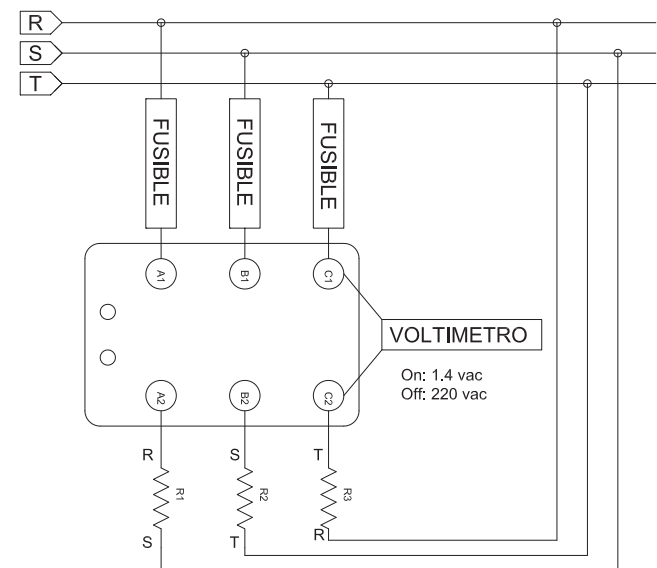 R
S
T
FUSIBLE
FUSIBLE
FUSIBLE
A1
B1
C1
VOLTIMETRO
On: 1.4 vac
Off: 220 vac
A2
B2
C2
R
S
T
R1
R2
R3
S
T
R